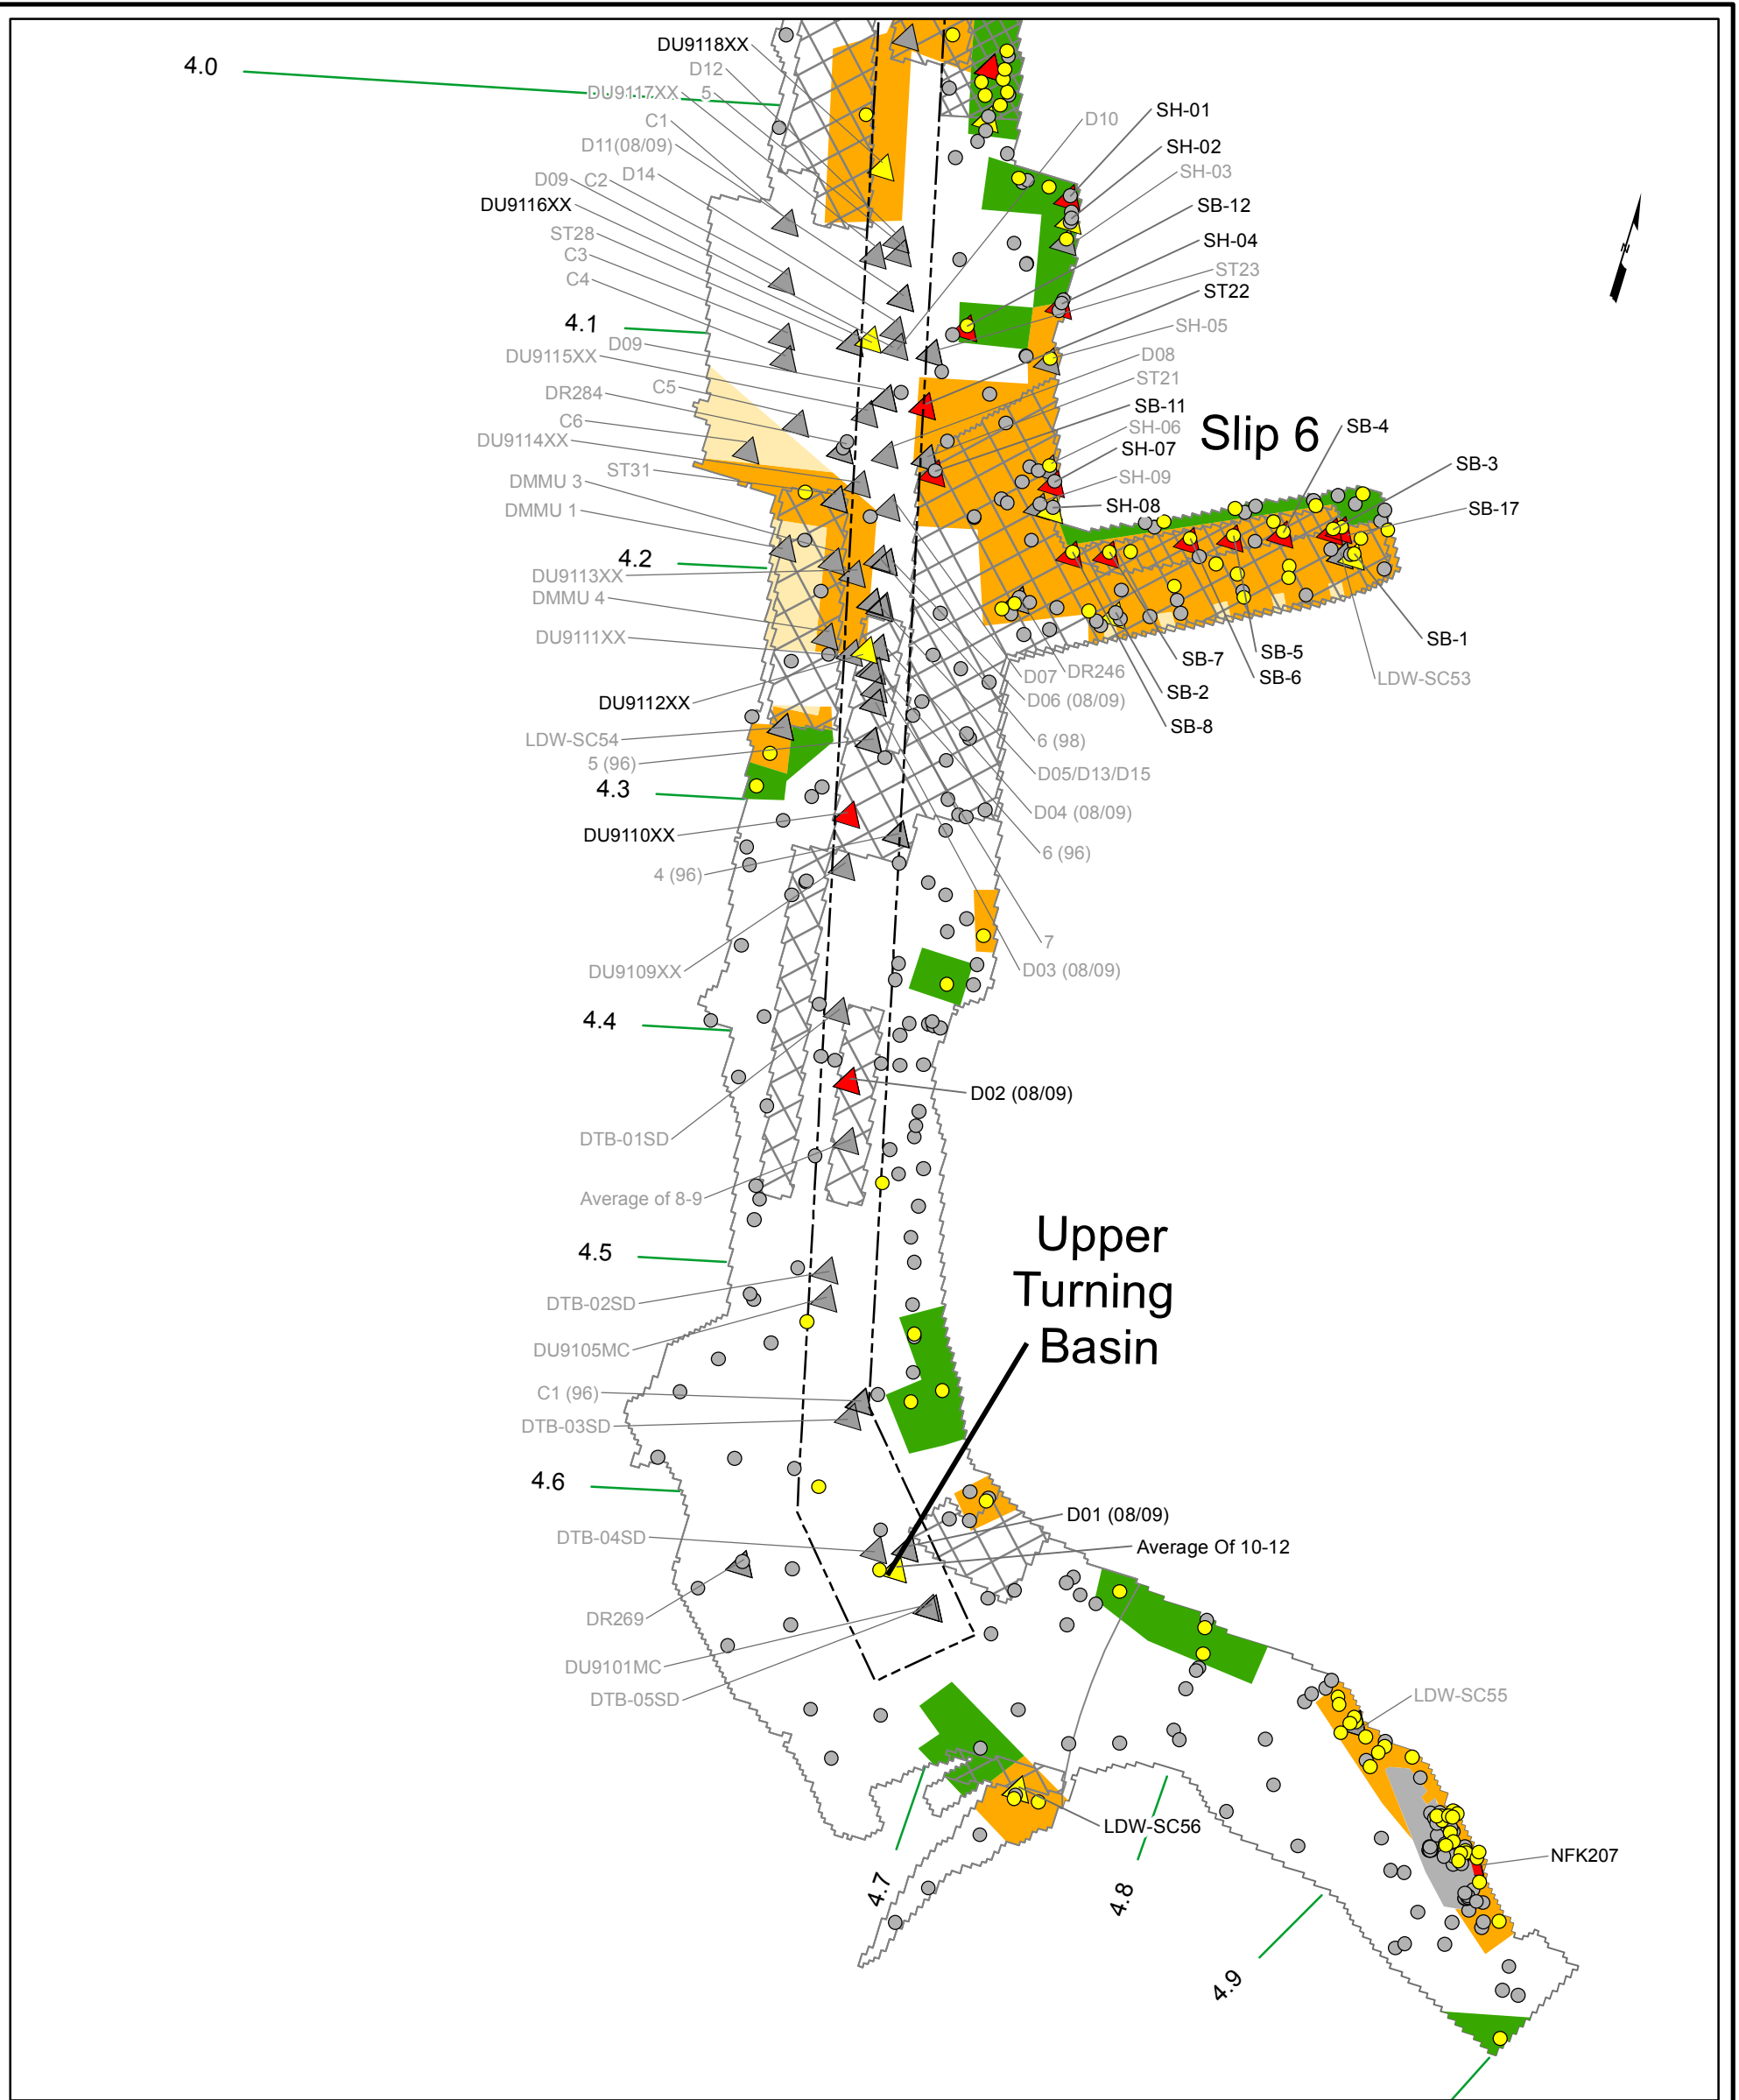 4.0
DU9118XX
D12
DU9117XX
5
C1
D11(08/09)
D09
C2
D14
DU9116XX
ST28
C3
C4
4.1
D09
DU9115XX
DR284
C5
C6
DU9114XX
ST31
DMMU 3
DMMU 1
4.2
DU9113XX
DMMU 4
DU9111XX
DU9112XX
LDW-SC54
5 (96)
4.3
DU9110XX
4 (96)
DU9109XX
4.4
DTB-01SD
Average of 8-9
4.5
DTB-02SD
DU9105MC
C1 (96)
DTB-03SD
4.6
DTB-04SD
DR269
DU9101MC
DTB-05SD
D10
SH-01
SH-02
SH-03
SB-12
SH-04
ST23
ST22
SH-05
D08
ST21
SB-11
SH-06
SH-07
SH-09
SH-08
Slip 6
SB-4
SB-3
SB-17
SB-1
LDW-SC53
SB-5
SB-6
SB-7
SB-2
SB-8
D07
DR246
D06 (08/09)
6 (98)
D05/D13/D15
D04 (08/09)
6 (96)
7
D03 (08/09)
D02 (08/09)
Upper
Turning
Basin
D01 (08/09)
Average Of 10-12
LDW-SC55
LDW-SC56
NFK207
4.7
4.8
4.9
N